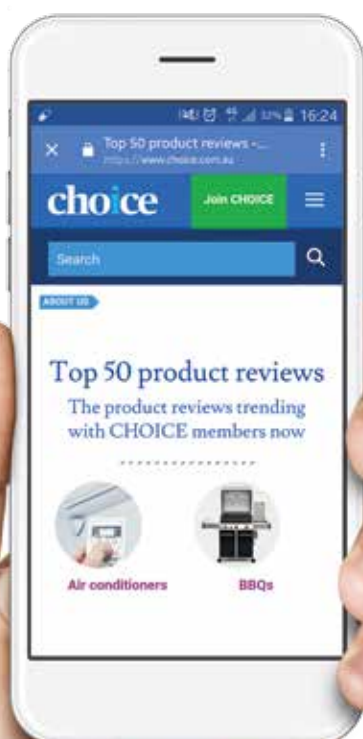 16:24
Top 50 product reviews -...
https://www.choice.com.au
choice
Join CHOICE
Search
ABOUT US
Top 50 product reviews
The product reviews trending
with CHOICE members now
Air conditioners
BBQs